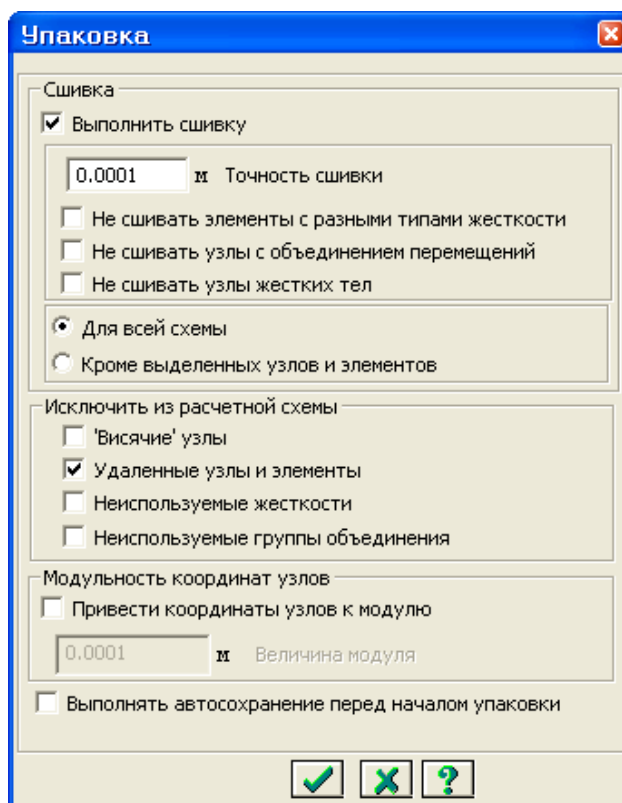 Упаковка
Сшивка
Выполнить сшивку
0.0001 м Точность сшивки
Не сшивать элементы с разными типами жесткости
Не сшивать узлы с объединением перемещений
Не сшивать узлы жестких тел
Для всей схемы
Кроме выделенных узлов и элементов
Исключить из расчетной схемы
'Висячие' узлы
Удаленные узлы и элементы
Неиспользуемые жесткости
Неиспользуемые группы объединения
Модульность координат узлов
Привести координаты узлов к модулю
0.0001 м Величина модуля
Выполнять автосохранение перед началом упаковки
?